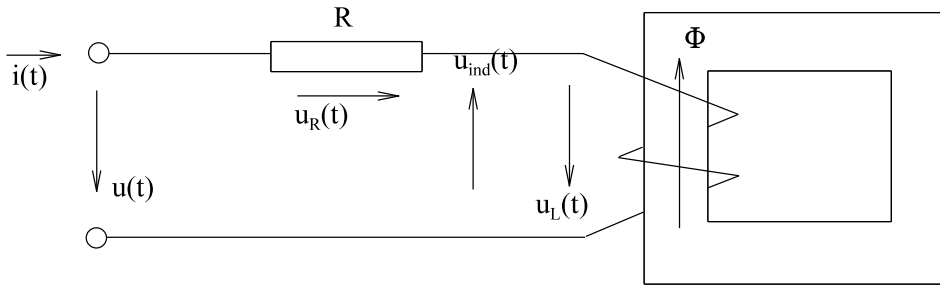 R
Φ
i(t)
u_ind(t)
u_R(t)
u(t)
u_L(t)